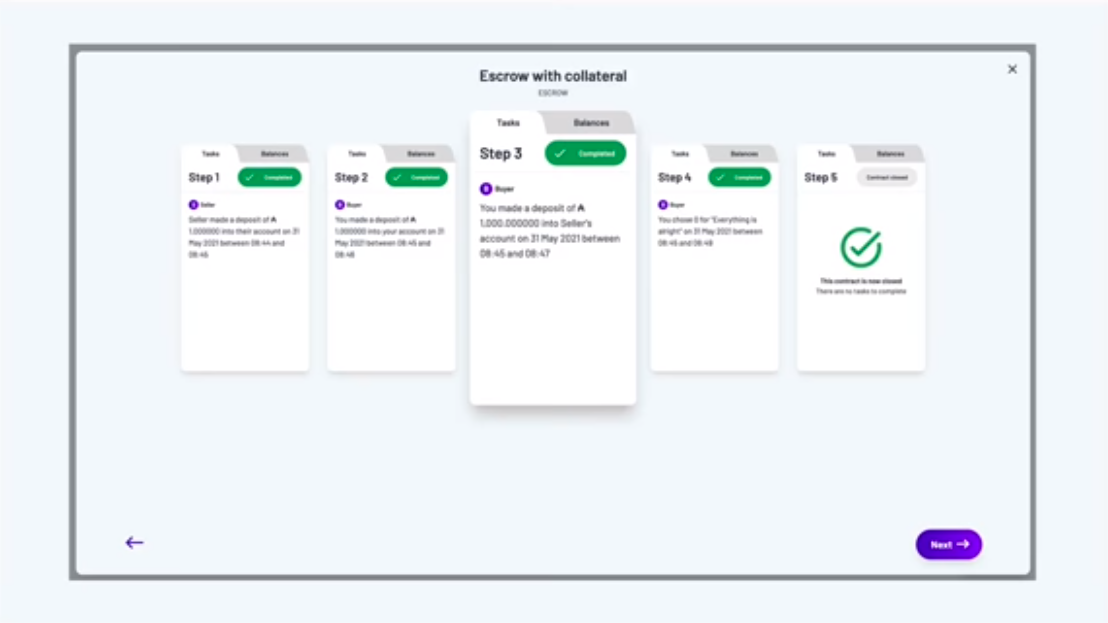 Escrow with collateral
ESCROW
Tasks Balances
Step 1 Completed
S Seller
Seller made a deposit of ₳
1.000000 into their account on 31
May 2021 between 08:44 and
08:45
Tasks Balances
Step 2 Completed
B Buyer
You made a deposit of ₳
1.000000 into your account on 31
May 2021 between 08:45 and
08:46
Tasks Balances
Step 3 Completed
B Buyer
You made a deposit of ₳
1,000.000000 into Seller's
account on 31 May 2021 between
08:45 and 08:47
Tasks Balances
Step 4 Completed
B Buyer
You chose 0 for "Everything is
alright" on 31 May 2021 between
08:45 and 08:49
Tasks Balances
Step 5 Contract closed
This contract is now closed
There are no tasks to complete
Next